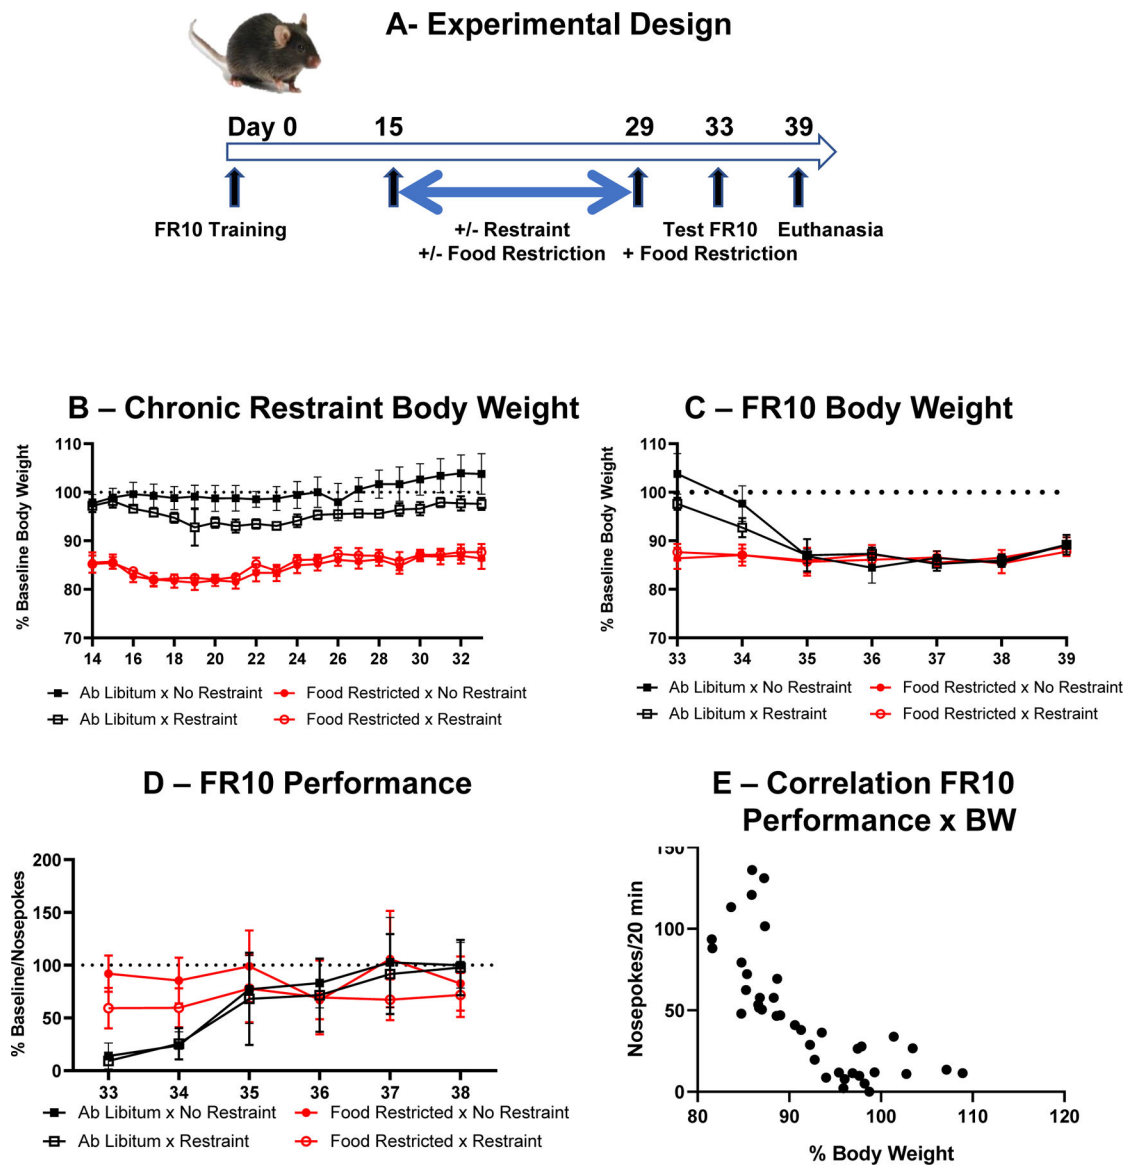 A- Experimental Design
Day 0 15 29 33 39
FR10 Training
+/- Restraint
+/- Food Restriction
Test FR10
+ Food Restriction
Euthanasia
B – Chronic Restraint Body Weight
% Baseline Body Weight
110
100
90
80
70
14 16 18 20 22 24 26 28 30 32
Ab Libitum x No Restraint
Food Restricted x No Restraint
Ab Libitum x Restraint
Food Restricted x Restraint
C – FR10 Body Weight
% Baseline Body Weight
110
100
90
80
70
33 34 35 36 37 38 39
Ab Libitum x No Restraint
Food Restricted x No Restraint
Ab Libitum x Restraint
Food Restricted x Restraint
D – FR10 Performance
% Baseline/Nosepokes
200
150
100
50
0
33 34 35 36 37 38
Ab Libitum x No Restraint
Food Restricted x No Restraint
Ab Libitum x Restraint
Food Restricted x Restraint
E – Correlation FR10
Performance x BW
Nosepokes/20 min
150
100
50
0
80 90 100 110 120
% Body Weight